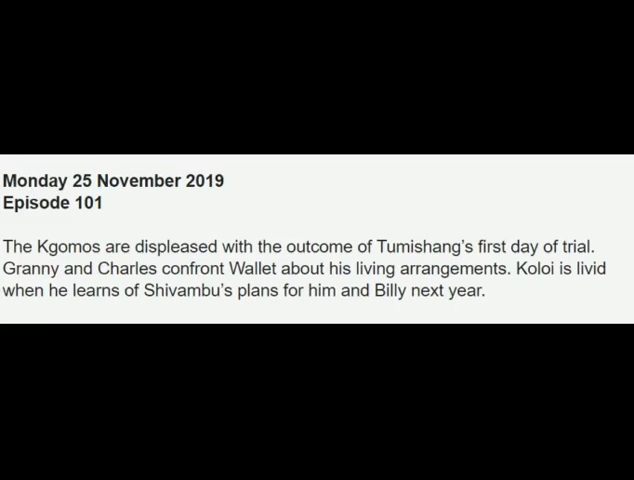 Monday 25 November 2019
Episode 101
The Kgomos are displeased with the outcome of Tumishang’s first day of trial.
Granny and Charles confront Wallet about his living arrangements. Koloi is livid
when he learns of Shivambu’s plans for him and Billy next year.